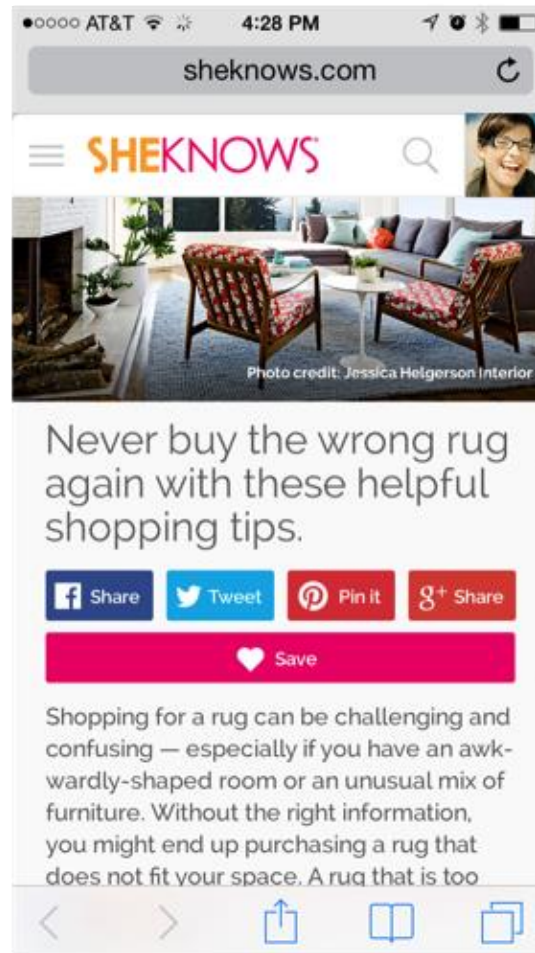 AT&T 4:28 PM
sheknows.com
SHEKNOWS
Photo credit: Jessica Helgerson Interior
Never buy the wrong rug
again with these helpful
shopping tips.
f Share Tweet Pin it g+ Share
Save
Shopping for a rug can be challenging and
confusing — especially if you have an awk-
wardly-shaped room or an unusual mix of
furniture. Without the right information,
you might end up purchasing a rug that
does not fit your space. A rug that is too